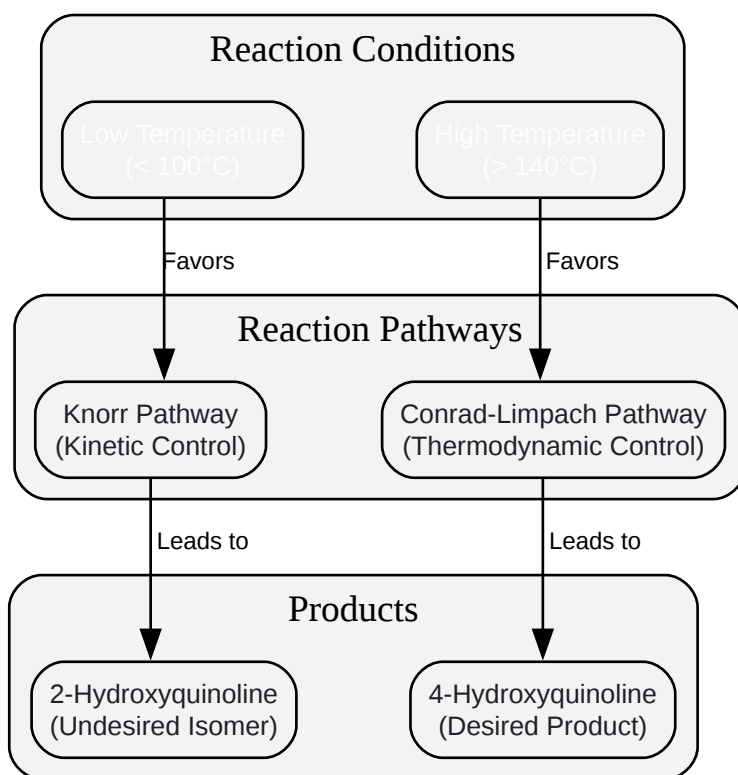 Reaction Conditions
Low Temperature
(< 100°C)
High Temperature
(> 140°C)
Favors
Favors
Reaction Pathways
Knorr Pathway
(Kinetic Control)
Conrad-Limpach Pathway
(Thermodynamic Control)
Leads to
Leads to
Products
2-Hydroxyquinoline
(Undesired Isomer)
4-Hydroxyquinoline
(Desired Product)